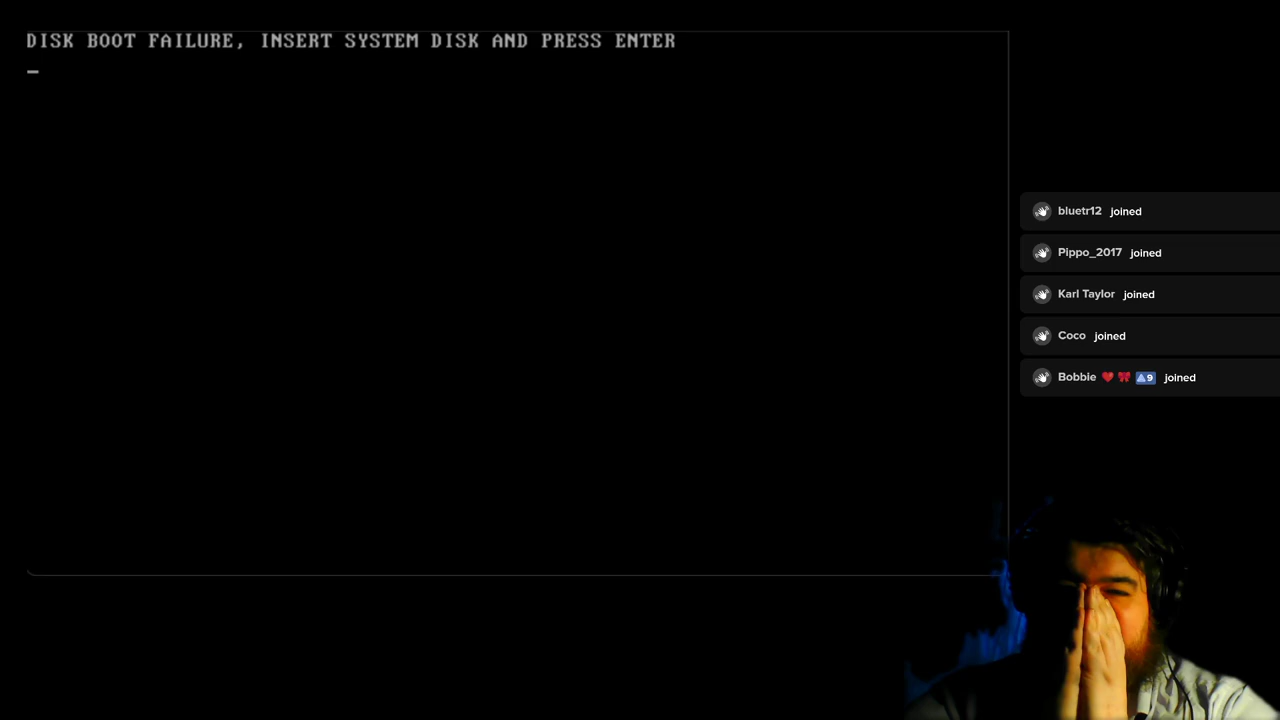 DISK BOOT FAILURE, INSERT SYSTEM DISK AND PRESS ENTER
_
bluetr12 joined
Pippo_2017 joined
Karl Taylor joined
Coco joined
Bobbie ❤️ 🎀 9 joined